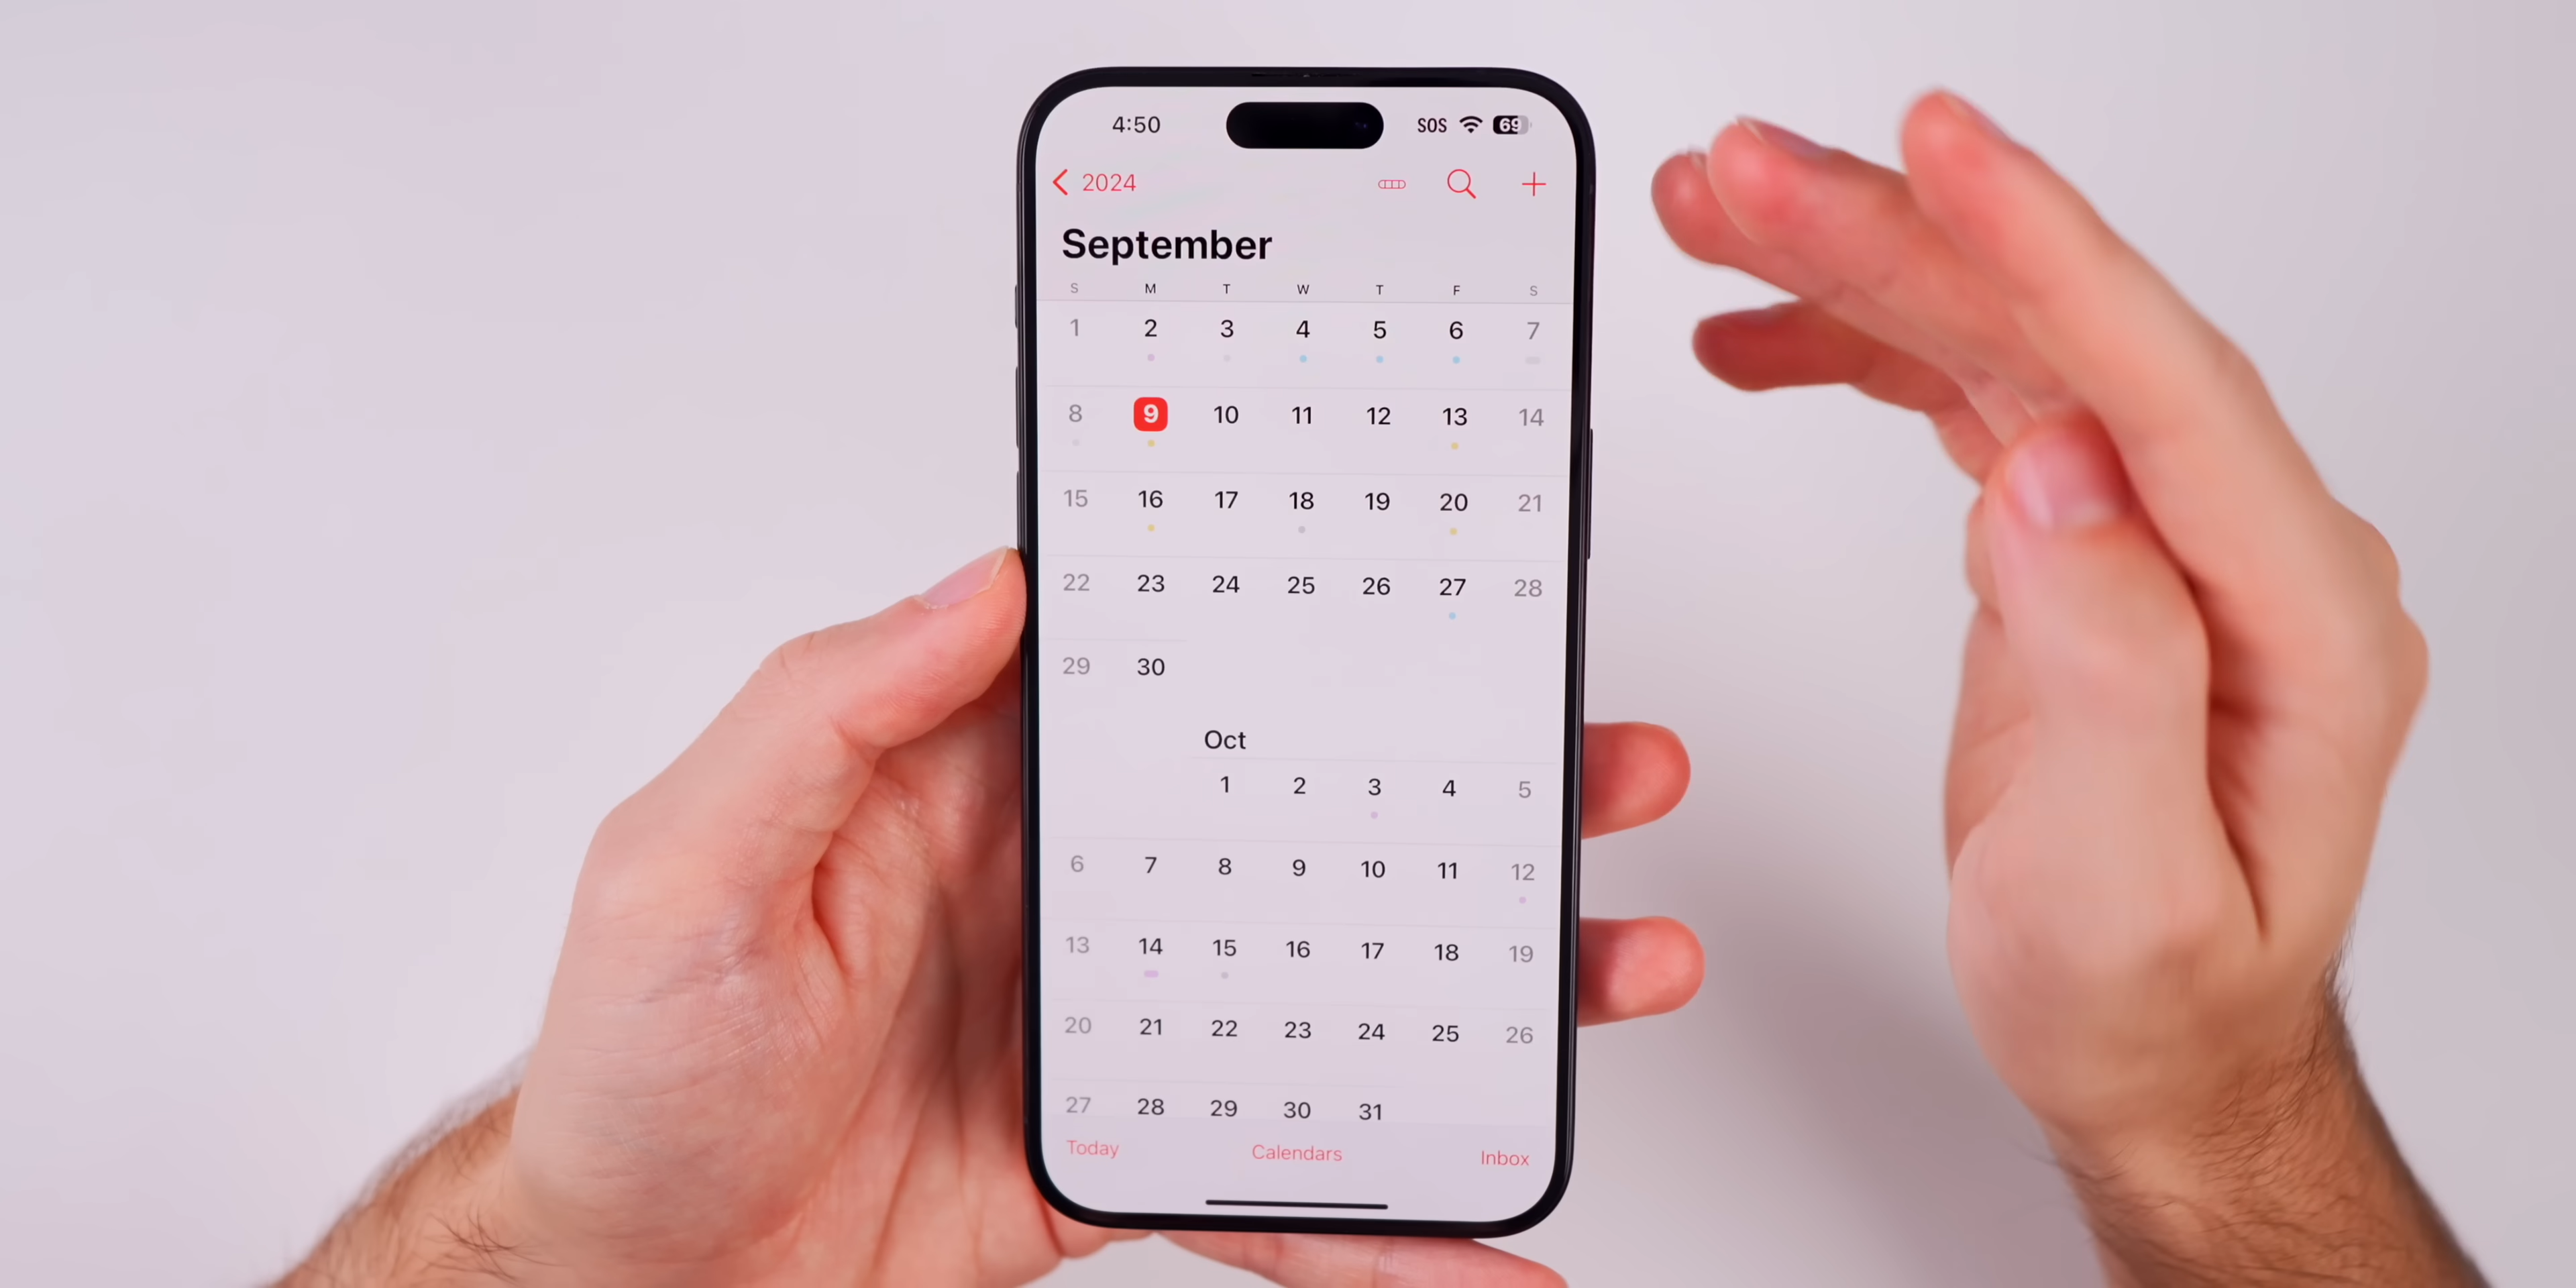 4:50 SOS 69
2024
September
S M T W T F S
1 2 3 4 5 6 7
8 9 10 11 12 13 14
15 16 17 18 19 20 21
22 23 24 25 26 27 28
29 30
Oct
1 2 3 4 5
6 7 8 9 10 11 12
13 14 15 16 17 18 19
20 21 22 23 24 25 26
27 28 29 30 31
Today Calendars Inbox